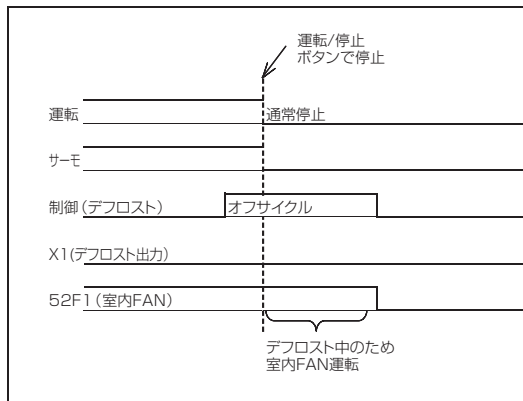 運転/停止
ボタンで停止
運転
通常停止
サーモ
制御(デフロスト)
オフサイクル
X1(デフロスト出力)
52F1(室内FAN)
デフロスト中のため
室内FAN運転